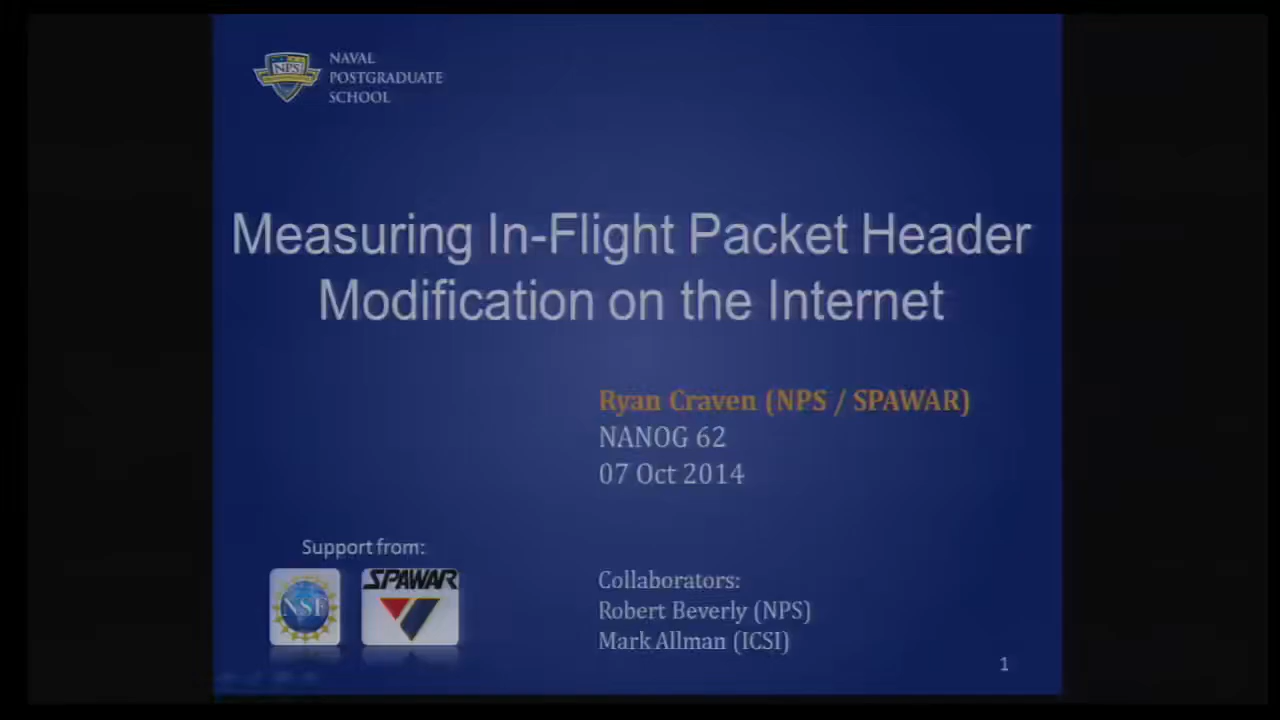 NPS
NAVAL
POSTGRADUATE
SCHOOL
Measuring In-Flight Packet Header
Modification on the Internet
Ryan Craven (NPS / SPAWAR)
NANOG 62
07 Oct 2014
Support from:
NSF
SPAWAR
Collaborators:
Robert Beverly (NPS)
Mark Allman (ICSI)
1